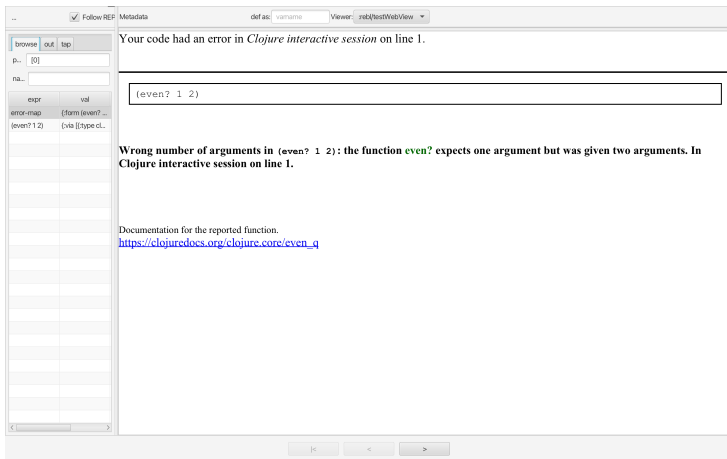 ... Follow REP Metadata def as: varname Viewer: :rebl/testWebView
browse out tap
p... [0]
na...
expr val
error-map {:form (even? ...
(even? 1 2) {:via [{:type cl...
Your code had an error in Clojure interactive session on line 1.
(even? 1 2)
Wrong number of arguments in (even? 1 2): the function even? expects one argument but was given two arguments. In
Clojure interactive session on line 1.
Documentation for the reported function.
https://clojuredocs.org/clojure.core/even_q
|< < >